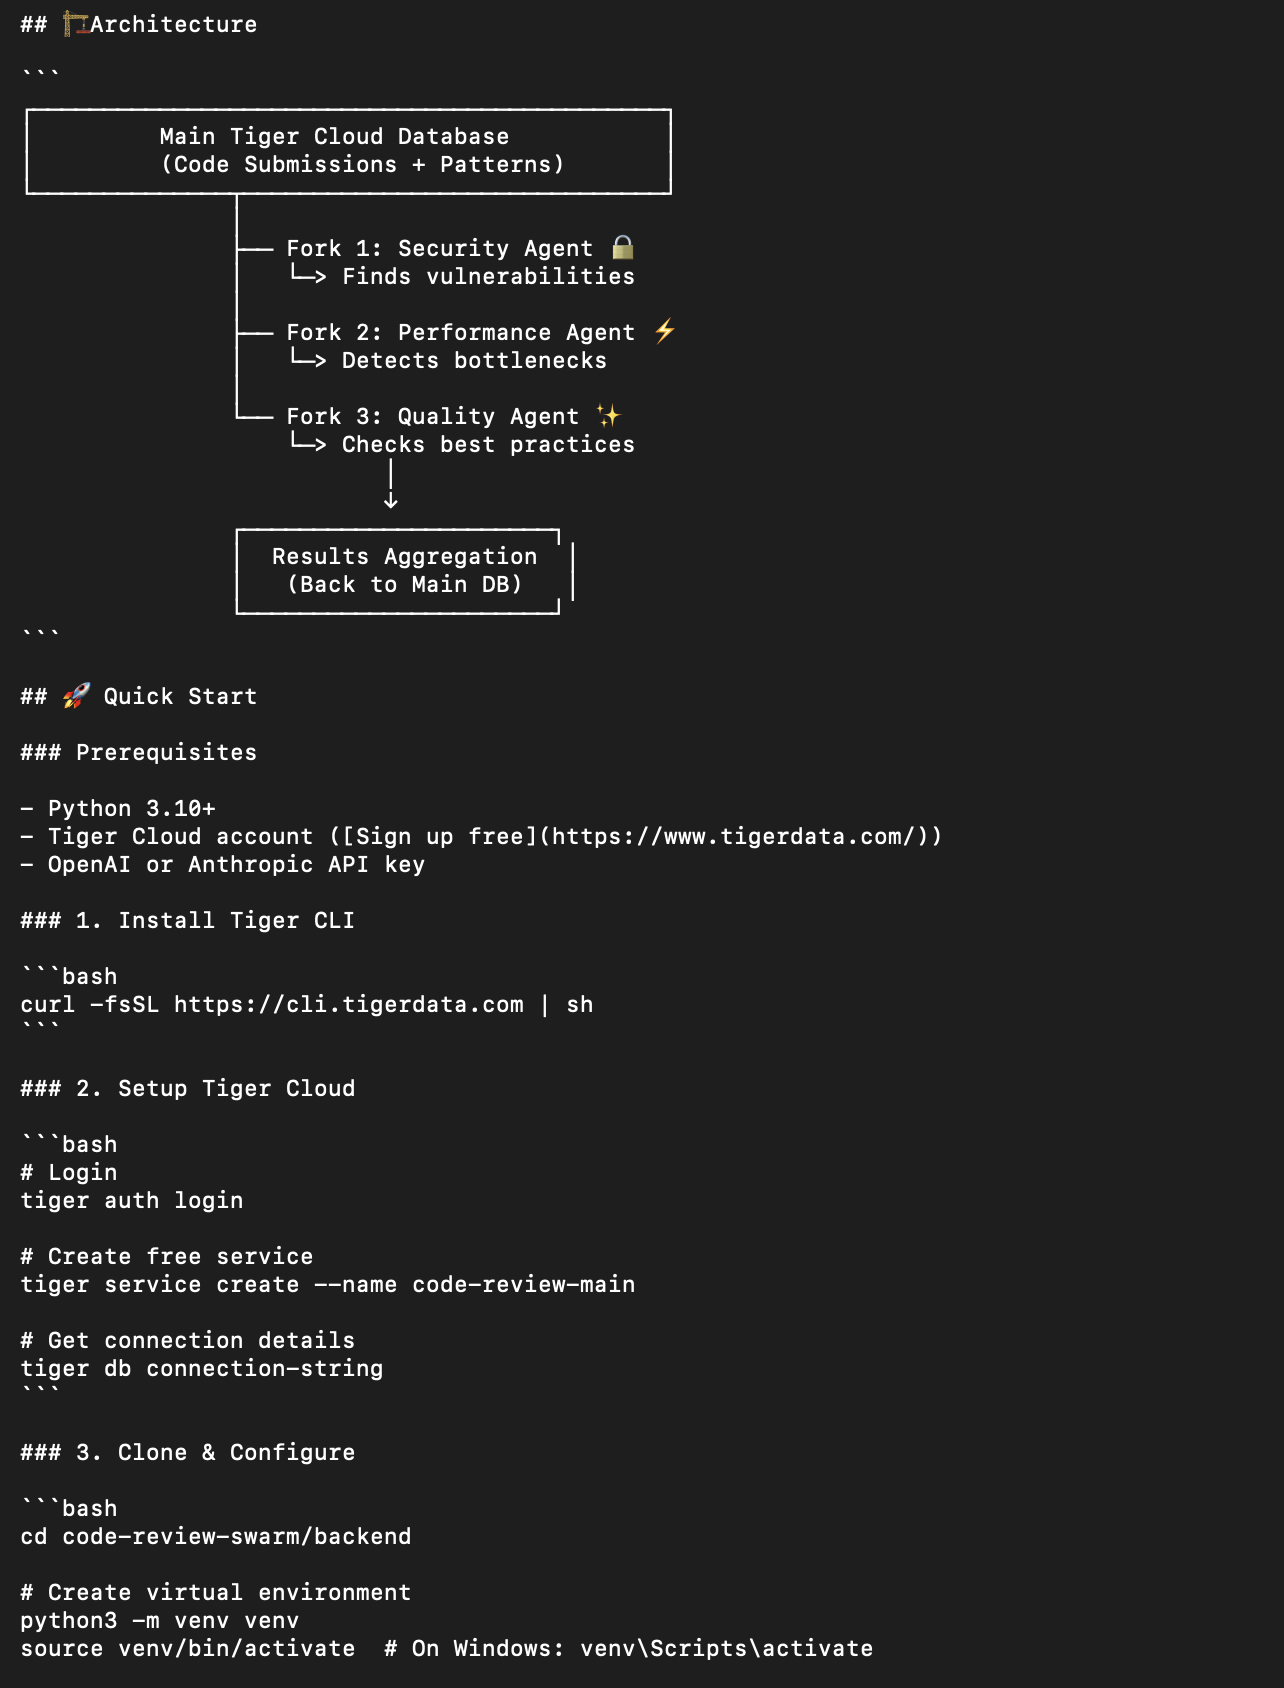 ## 🏗️Architecture
```
Main Tiger Cloud Database
(Code Submissions + Patterns)
├── Fork 1: Security Agent 🔒
│   └─> Finds vulnerabilities
├── Fork 2: Performance Agent ⚡
│   └─> Detects bottlenecks
└── Fork 3: Quality Agent ✨
    └─> Checks best practices
↓
Results Aggregation
(Back to Main DB)
```
## 🚀 Quick Start
### Prerequisites
- Python 3.10+
- Tiger Cloud account ([Sign up free](https://www.tigerdata.com/))
- OpenAI or Anthropic API key
### 1. Install Tiger CLI
```bash
curl -fsSL https://cli.tigerdata.com | sh
```
### 2. Setup Tiger Cloud
```bash
# Login
tiger auth login
# Create free service
tiger service create --name code-review-main
# Get connection details
tiger db connection-string
```
### 3. Clone & Configure
```bash
cd code-review-swarm/backend
# Create virtual environment
python3 -m venv venv
source venv/bin/activate  # On Windows: venv\Scripts\activate